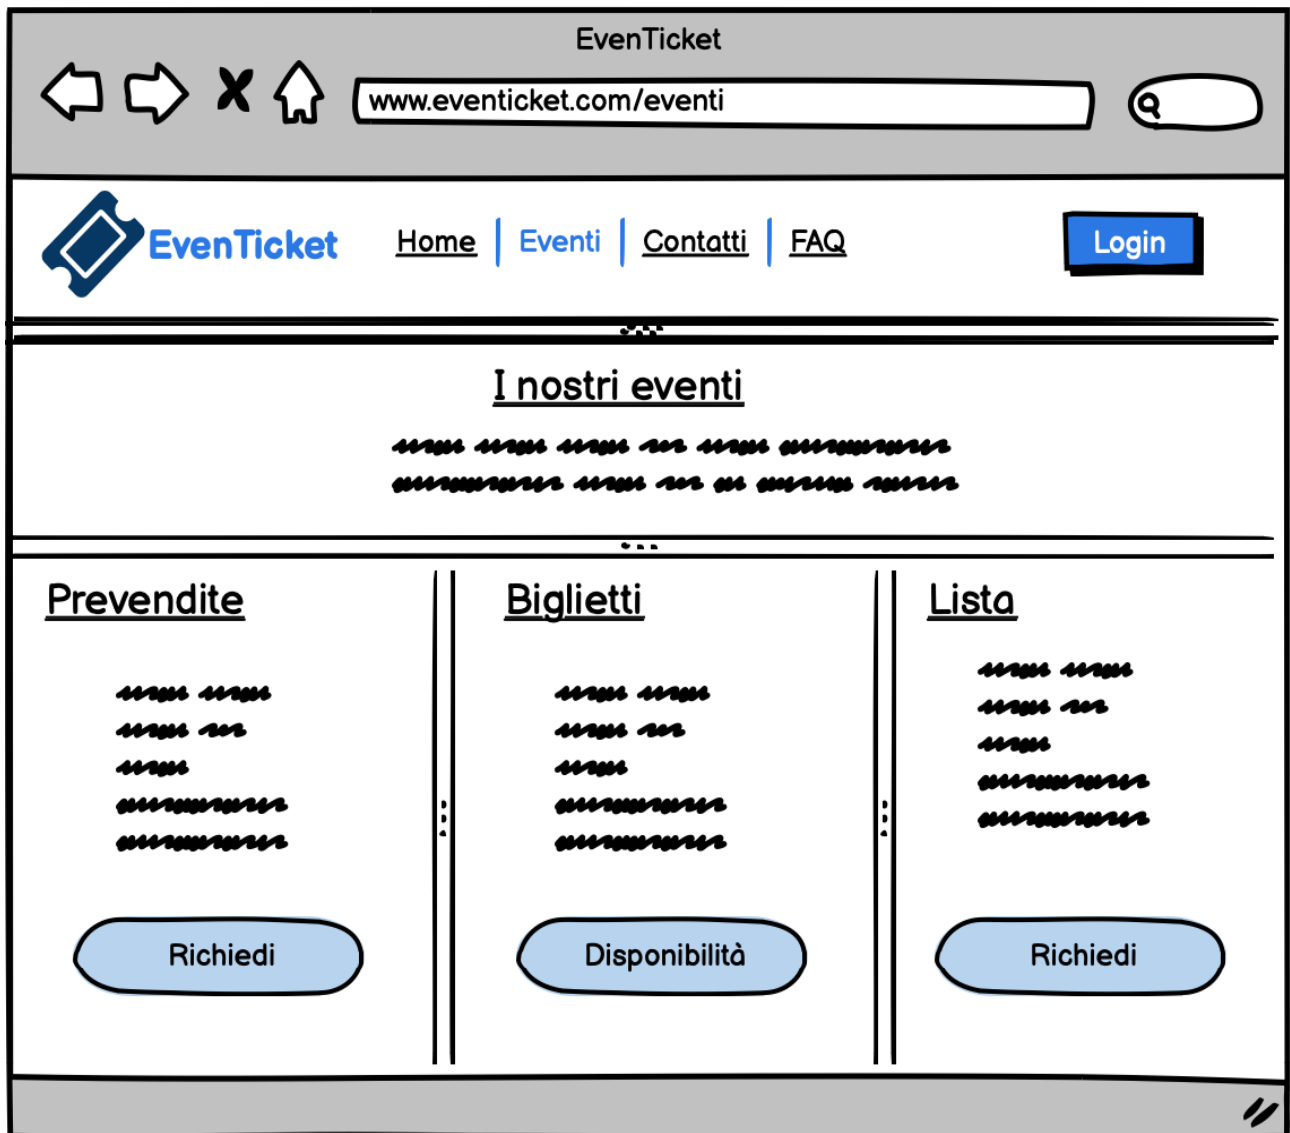 EvenTicket
www.eventicket.com/eventi
EvenTicket
Home
Eventi
Contatti
FAQ
Login
I nostri eventi
Prevendite
Biglietti
Lista
Richiedi
Disponibilità
Richiedi